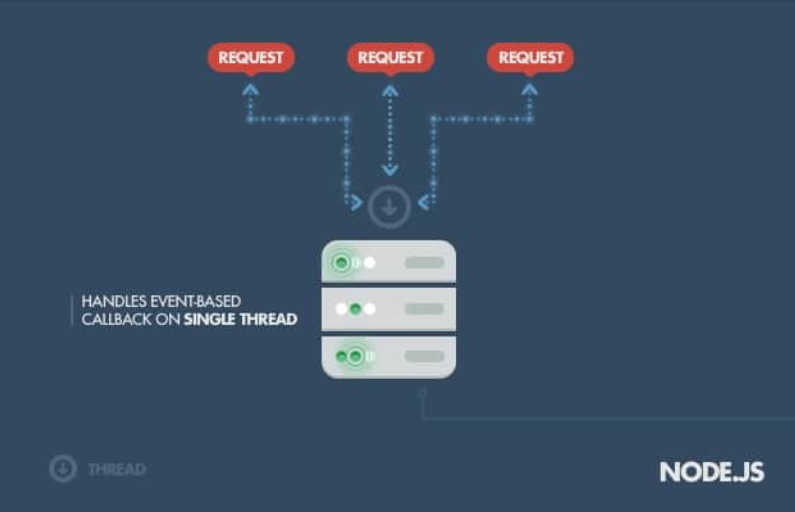 REQUEST REQUEST REQUEST
HANDLES EVENT-BASED
CALLBACK ON SINGLE THREAD
THREAD
NODE.JS